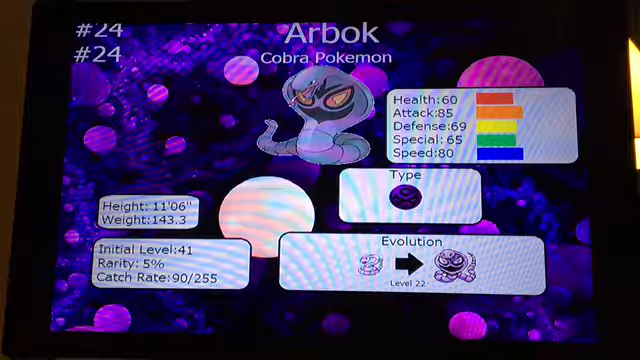 #24
#24
Arbok
Cobra Pokemon
Health:60
Attack:85
Defense:69
Special: 65
Speed:80
Type
Height: 11'06"
Weight:143.3
Initial Level:41
Rarity: 5%
Catch Rate:90/255
Evolution
Level 22